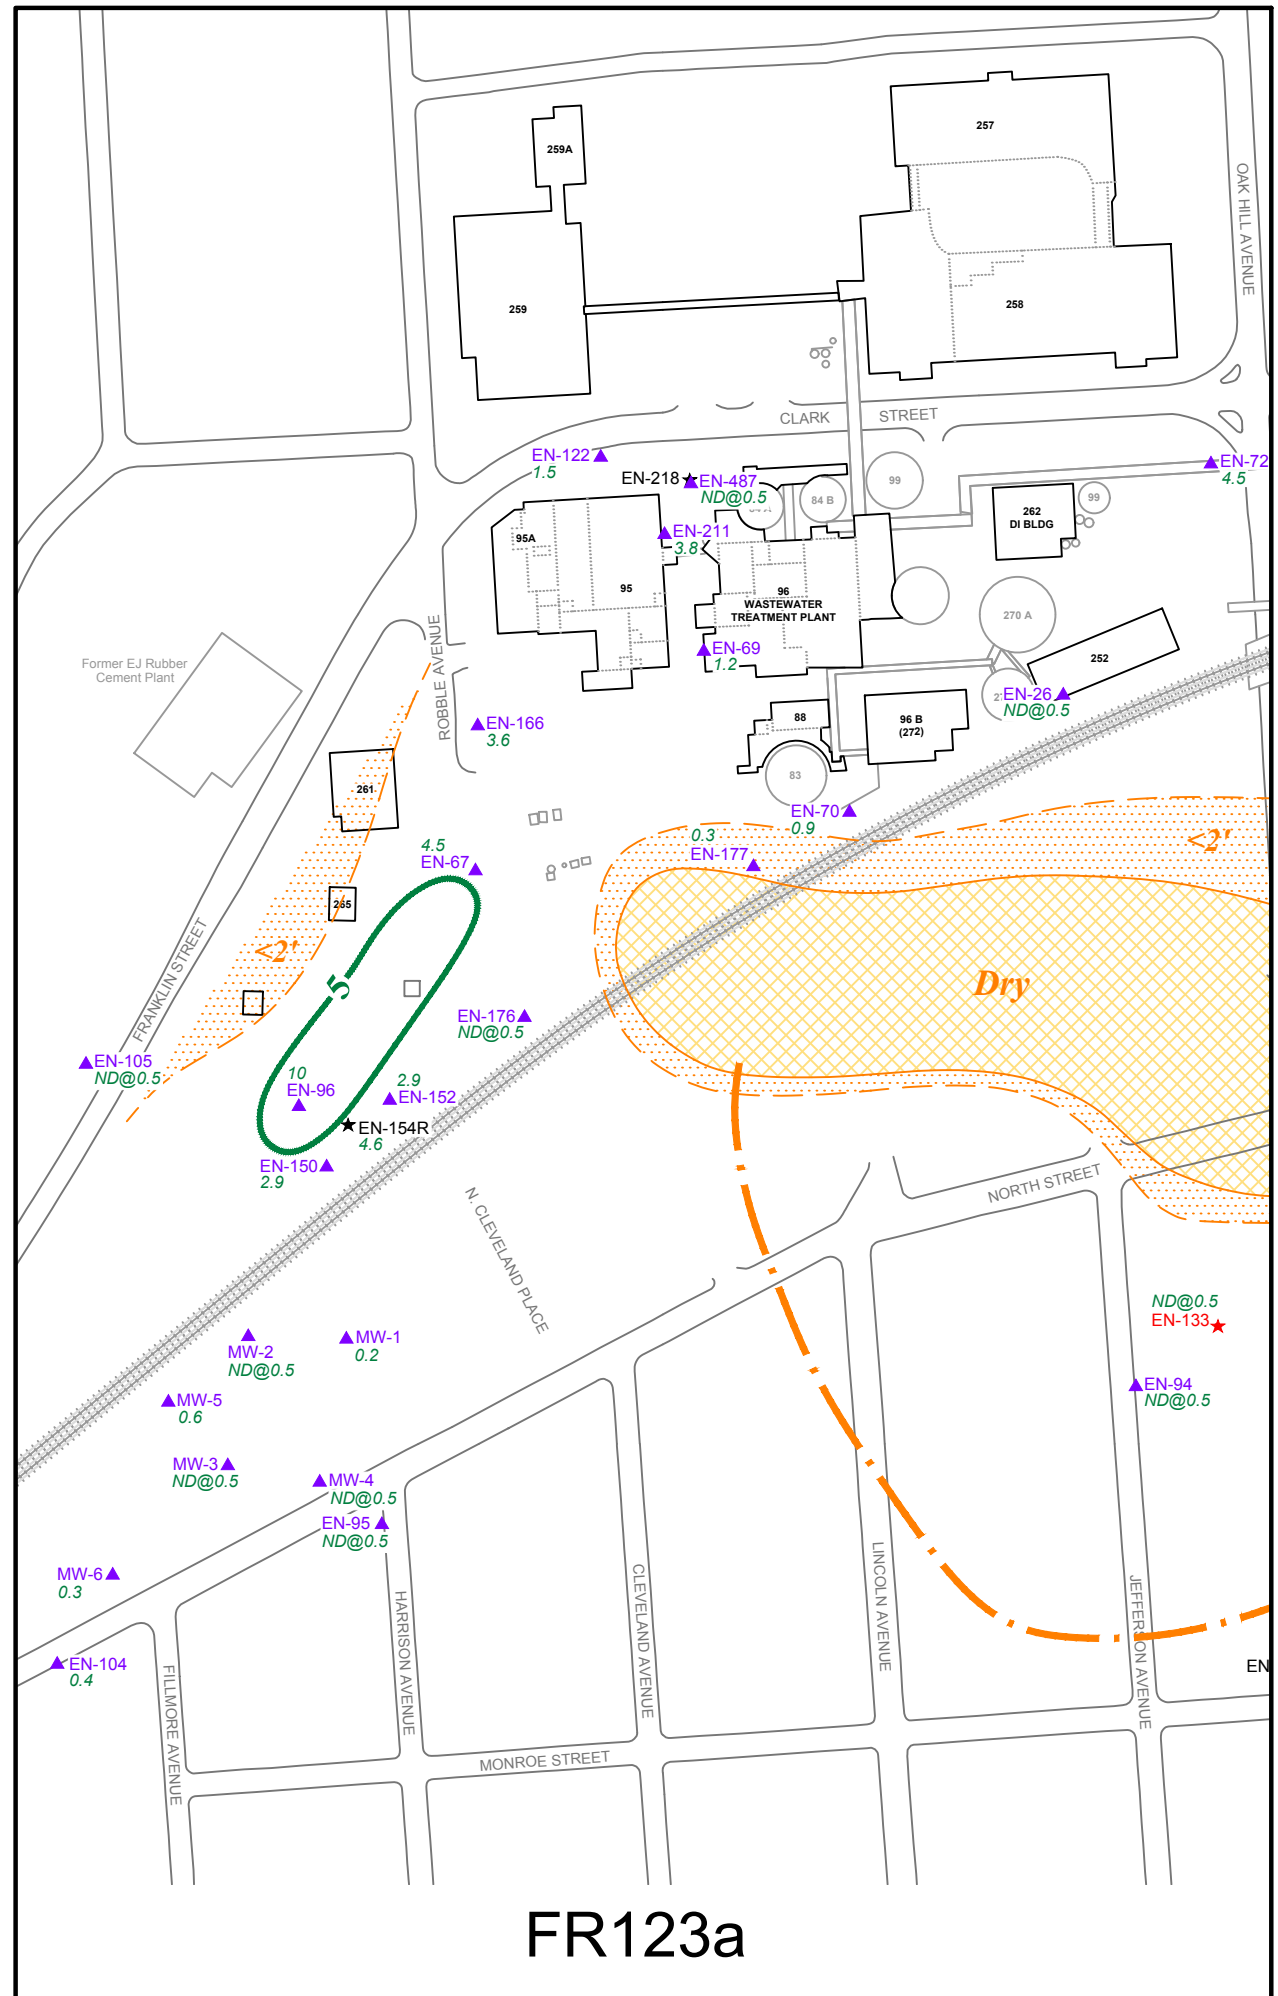 257
259A
OAK HILL AVENUE
259
258
CLARK STREET
EN-122
1.5
EN-218
EN-487
ND@0.5
EN-72
4.5
99
84 B
99
262
DI BLDG
EN-211
3.8
95A
95
96
WASTEWATER
TREATMENT PLANT
270 A
ROBBLE AVENUE
EN-69
1.2
252
Former EJ Rubber
Cement Plant
EN-26
ND@0.5
EN-166
3.6
88
96 B
(272)
83
261
EN-70
0.9
0.3
EN-177
<2'
4.5
EN-67
265
<2'
5
Dry
FRANKLIN STREET
EN-176
ND@0.5
EN-105
ND@0.5
10
EN-96
2.9
EN-152
EN-154R
4.6
EN-150
2.9
NORTH STREET
N. CLEVELAND PLACE
ND@0.5
EN-133
MW-2
ND@0.5
MW-1
0.2
EN-94
ND@0.5
MW-5
0.6
MW-3
ND@0.5
MW-4
ND@0.5
EN-95
ND@0.5
MW-6
0.3
HARRISON AVENUE
CLEVELAND AVENUE
LINCOLN AVENUE
JEFFERSON AVENUE
EN-104
0.4
EN
FILLMORE AVENUE
MONROE STREET
FR123a